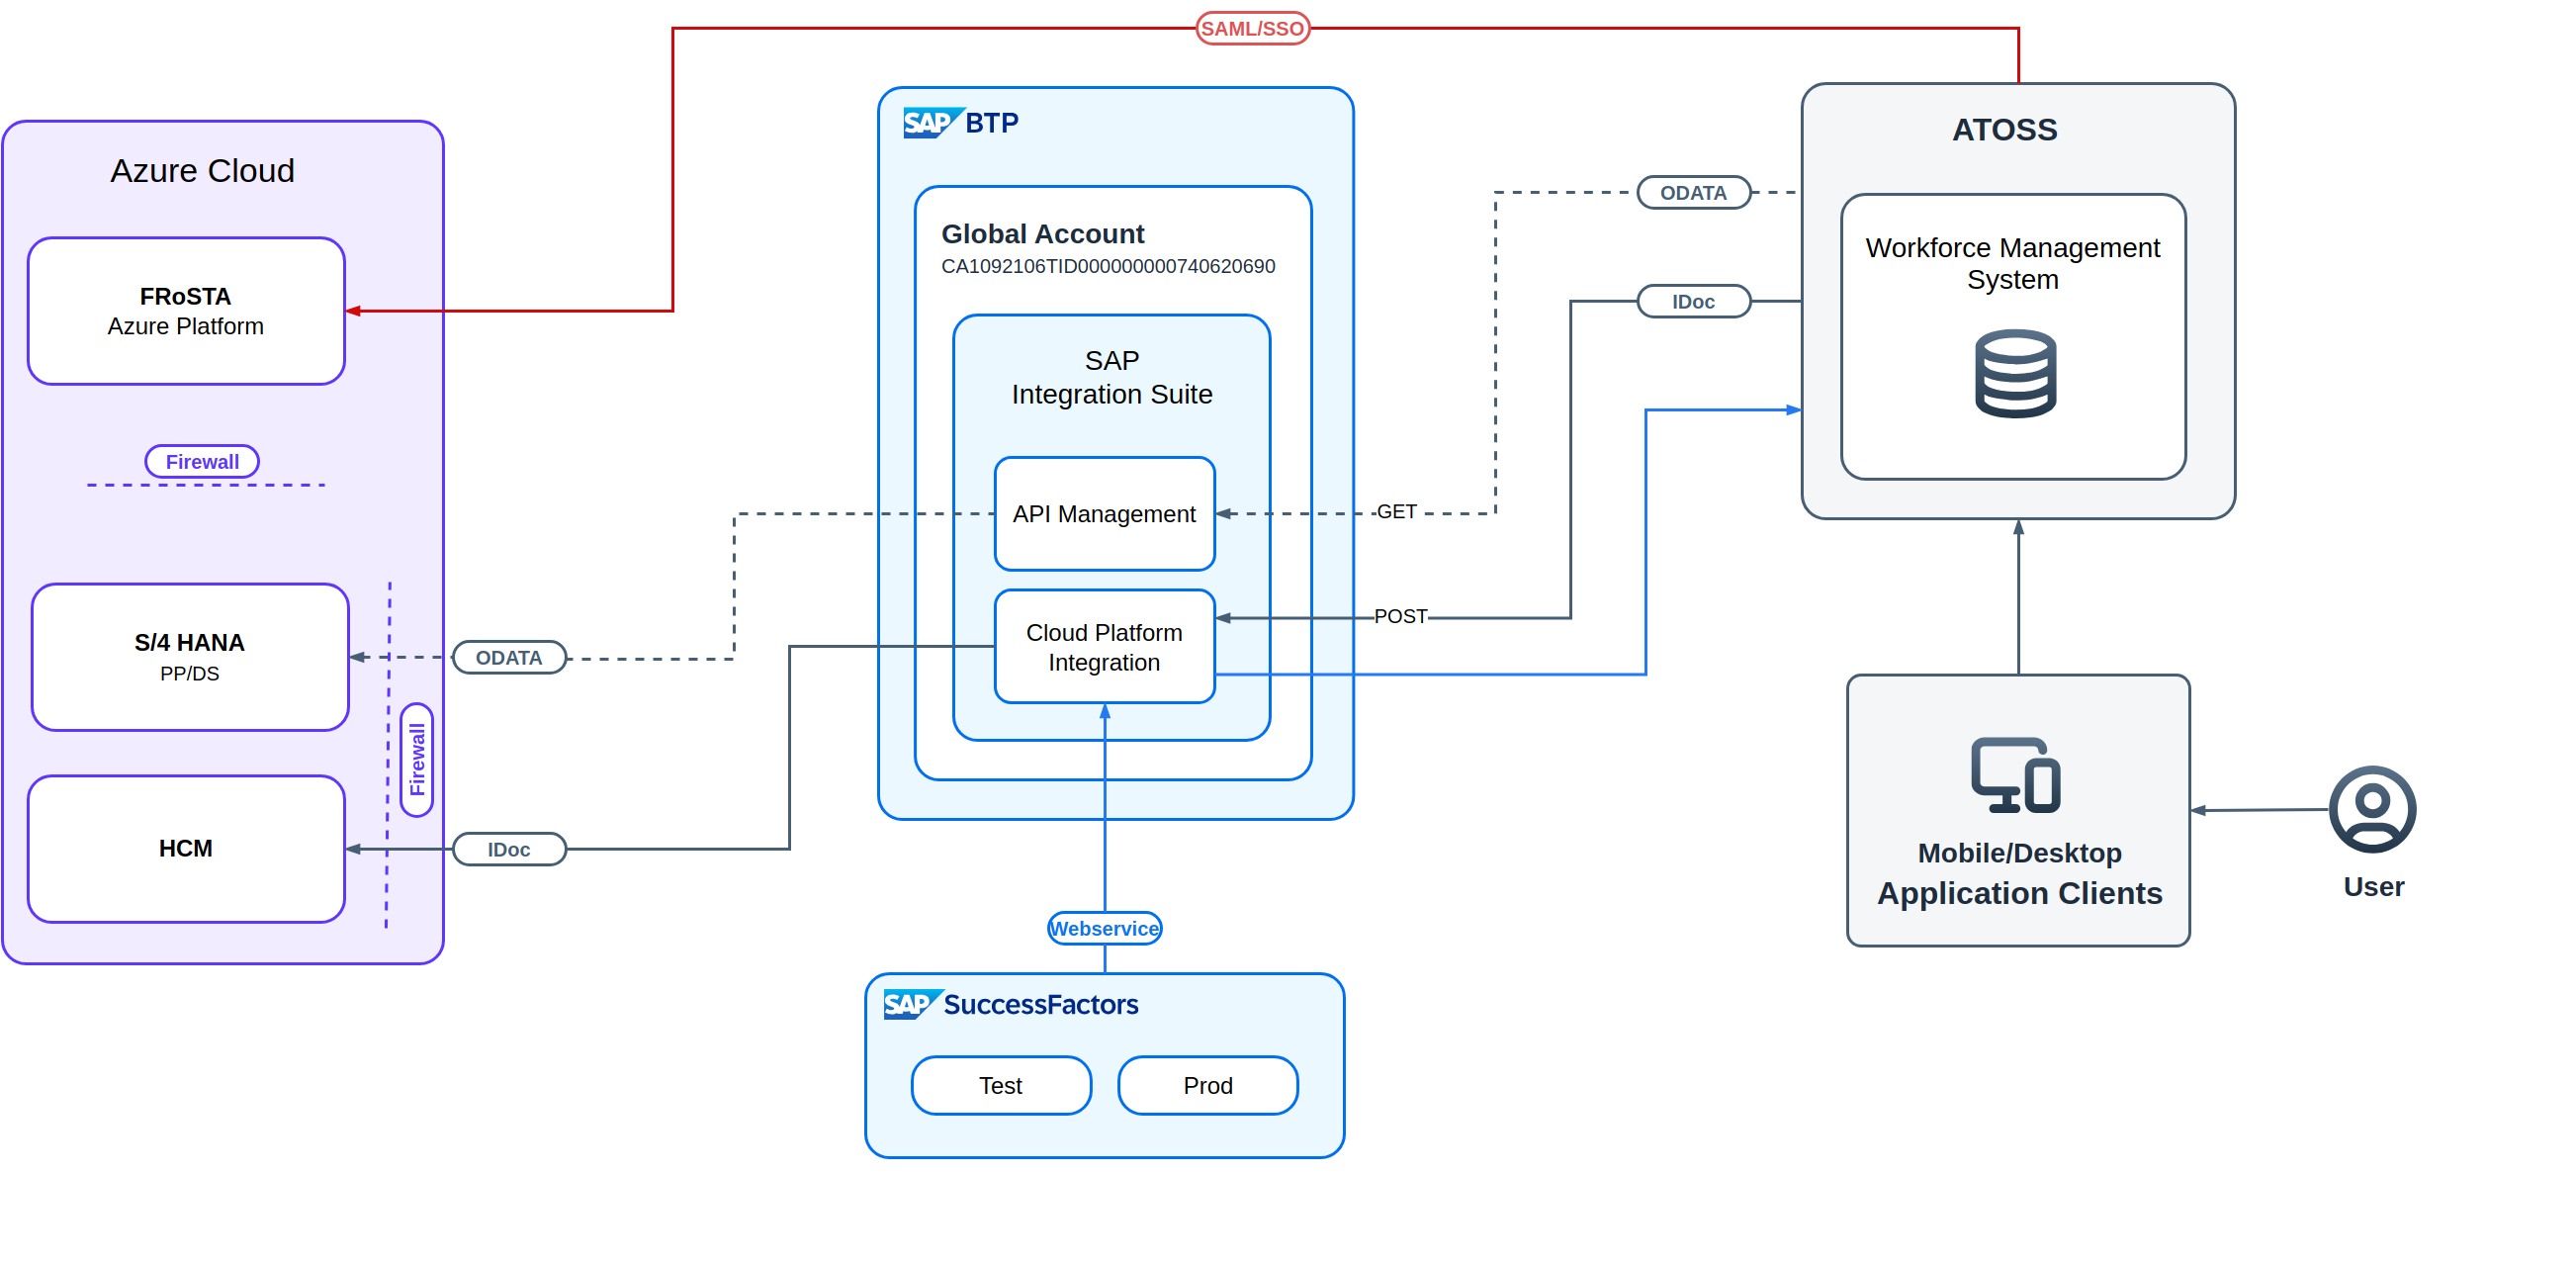 SAML/SSO
Azure Cloud
FRoSTA
Azure Platform
Firewall
S/4 HANA
PP/DS
Firewall
HCM
ODATA
IDoc
SAP BTP
Global Account
CA1092106TID000000000740620690
SAP
Integration Suite
API Management
Cloud Platform
Integration
GET
POST
Webservice
SAP SuccessFactors
Test
Prod
ODATA
IDoc
ATOSS
Workforce Management
System
Mobile/Desktop
Application Clients
User